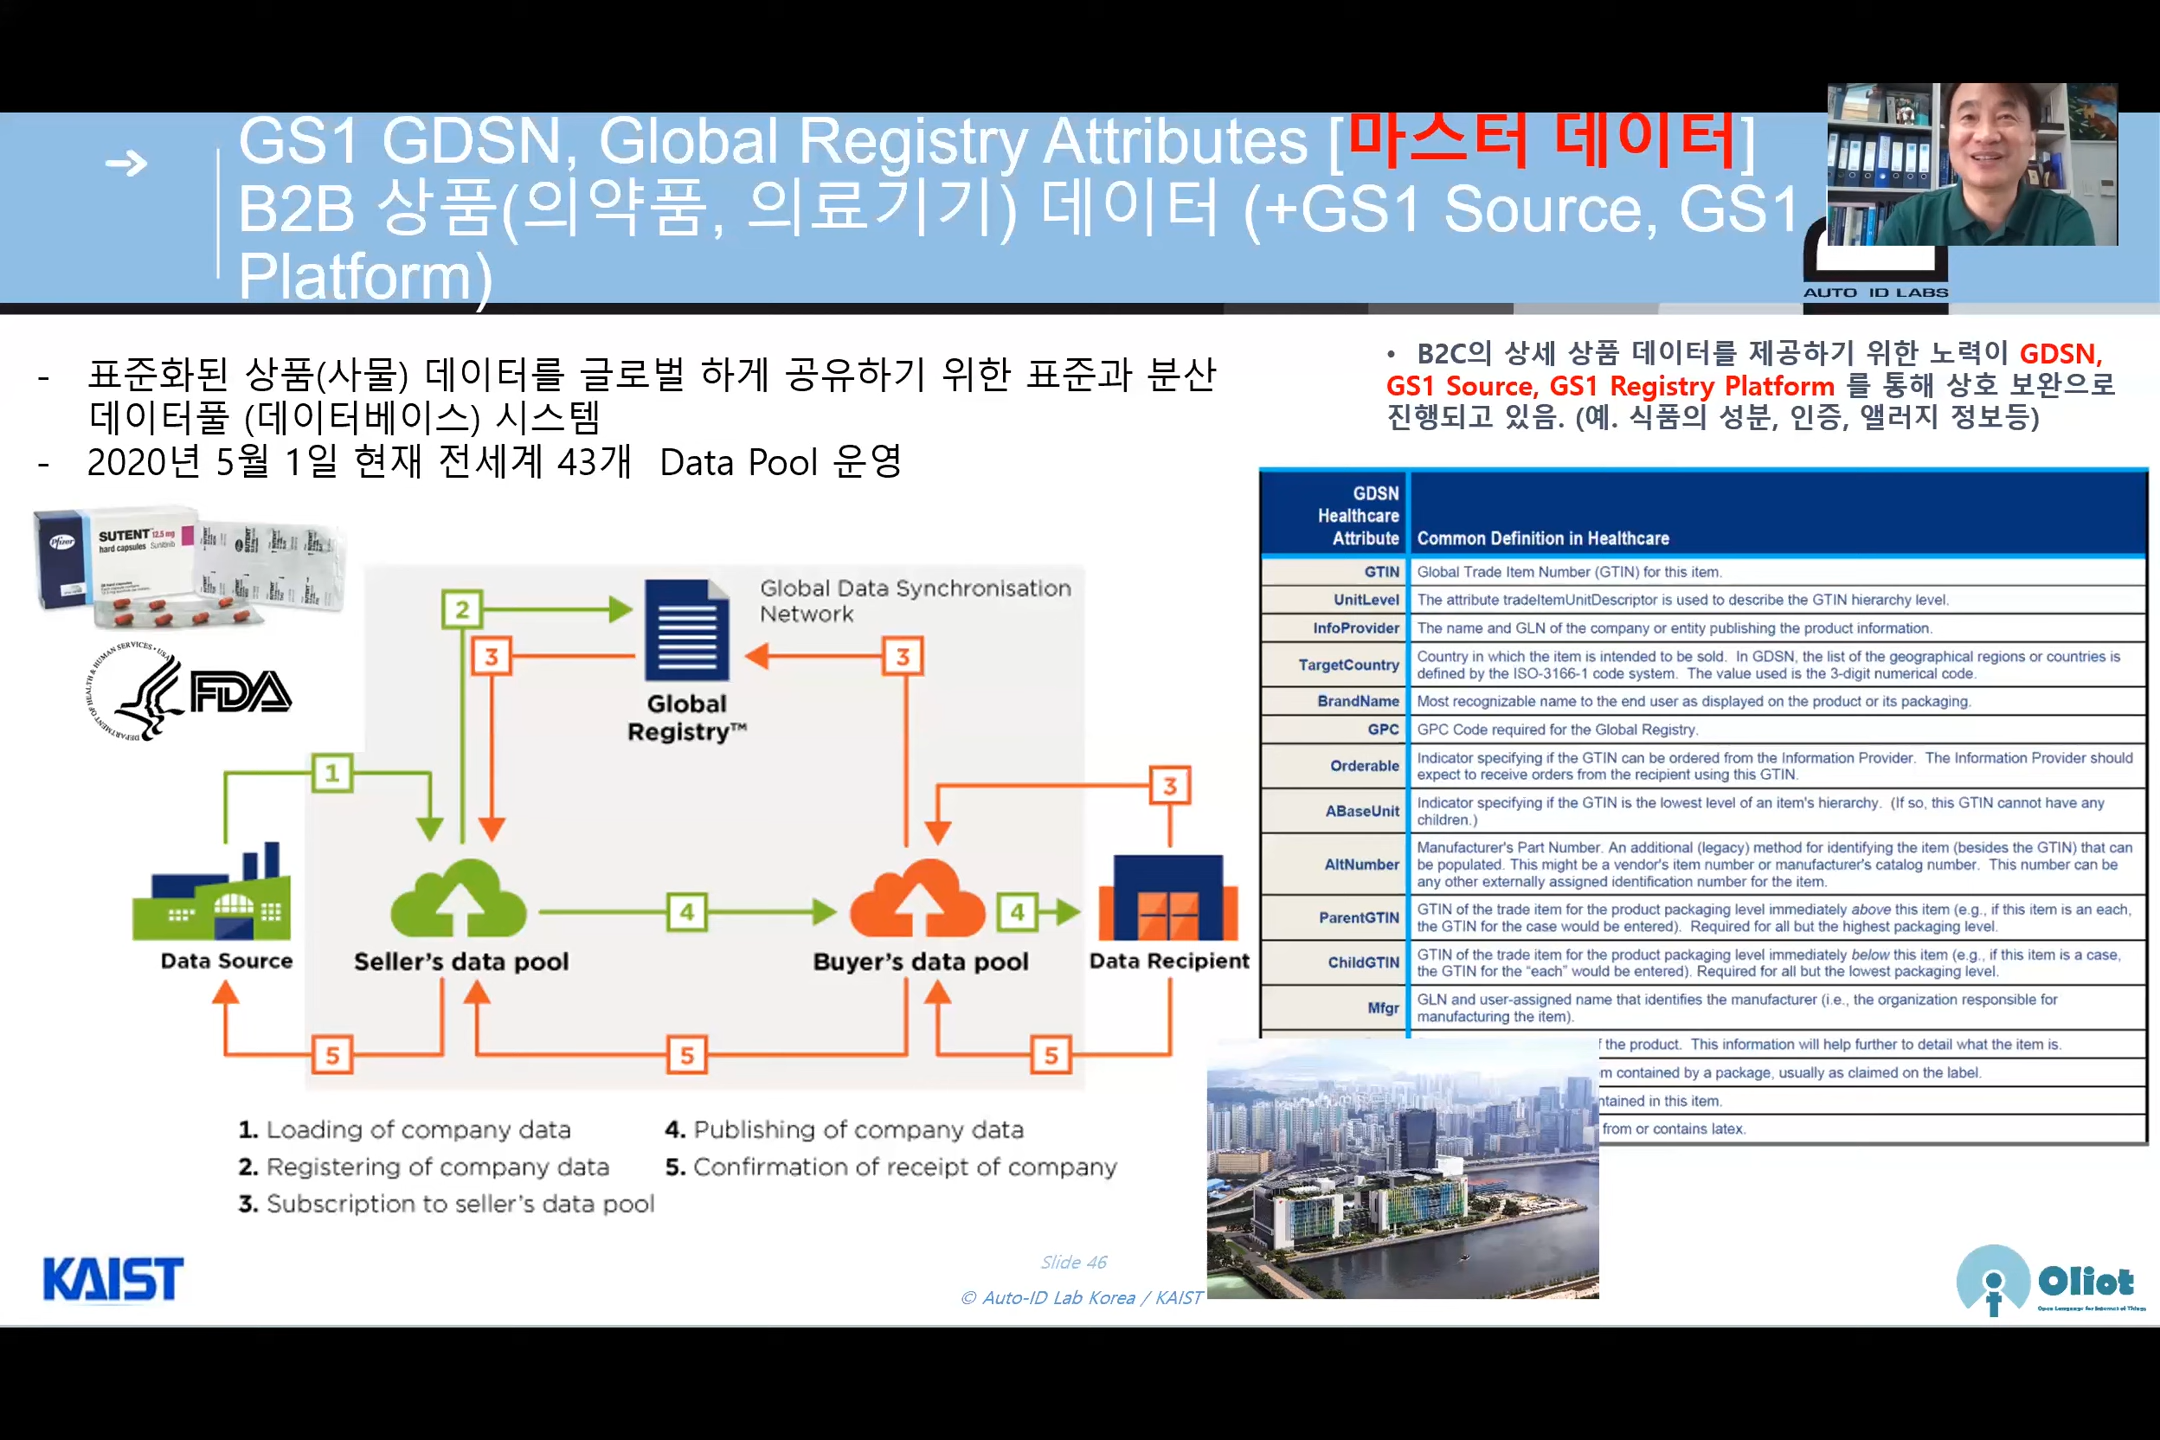 GS1 GDSN, Global Registry Attributes [마스터 데이터]
B2B 상품(의약품, 의료기기) 데이터 (+GS1 Source, GS1
Platform)
AUTO ID LABS
- 표준화된 상품(사물) 데이터를 글로벌 하게 공유하기 위한 표준과 분산
데이터풀 (데이터베이스) 시스템
- 2020년 5월 1일 현재 전세계 43개 Data Pool 운영
• B2C의 상세 상품 데이터를 제공하기 위한 노력이 GDSN,
GS1 Source, GS1 Registry Platform 를 통해 상호 보완으로
진행되고 있음. (예. 식품의 성분, 인증, 앨러지 정보등)
Pfizer
SUTENT 12.5 mg
hard capsules Sunitinib
DEPARTMENT OF HEALTH & HUMAN SERVICES • USA
FDA
Global Data Synchronisation
Network
2
3
3
Global
Registry™
1
3
4
4
Data Source
Seller's data pool
Buyer's data pool
Data Recipient
5
5
5
1. Loading of company data
2. Registering of company data
3. Subscription to seller's data pool
4. Publishing of company data
5. Confirmation of receipt of company
GDSN
Healthcare
Attribute
Common Definition in Healthcare
GTIN
Global Trade Item Number (GTIN) for this item.
UnitLevel
The attribute tradeItemUnitDescriptor is used to describe the GTIN hierarchy level.
InfoProvider
The name and GLN of the company or entity publishing the product information.
TargetCountry
Country in which the item is intended to be sold. In GDSN, the list of the geographical regions or countries is
defined by the ISO-3166-1 code system. The value used is the 3-digit numerical code.
BrandName
Most recognizable name to the end user as displayed on the product or its packaging.
GPC
GPC Code required for the Global Registry.
Orderable
Indicator specifying if the GTIN can be ordered from the Information Provider. The Information Provider should
expect to receive orders from the recipient using this GTIN.
ABaseUnit
Indicator specifying if the GTIN is the lowest level of an item's hierarchy. (If so, this GTIN cannot have any
children.)
AltNumber
Manufacturer's Part Number. An additional (legacy) method for identifying the item (besides the GTIN) that can
be populated. This might be a vendor's item number or manufacturer's catalog number. This number can be
any other externally assigned identification number for the item.
ParentGTIN
GTIN of the trade item for the product packaging level immediately above this item (e.g., if this item is an each,
the GTIN for the case would be entered). Required for all but the highest packaging level.
ChildGTIN
GTIN of the trade item for the product packaging level immediately below this item (e.g., if this item is a case,
the GTIN for the “each” would be entered). Required for all but the lowest packaging level.
Mfgr
GLN and user-assigned name that identifies the manufacturer (i.e., the organization responsible for
manufacturing the item).
f the product. This information will help further to detail what the item is.
m contained by a package, usually as claimed on the label.
ntained in this item.
from or contains latex.
KAIST
Slide 46
© Auto-ID Lab Korea / KAIST
Oliot
Open Language for Internet of Things